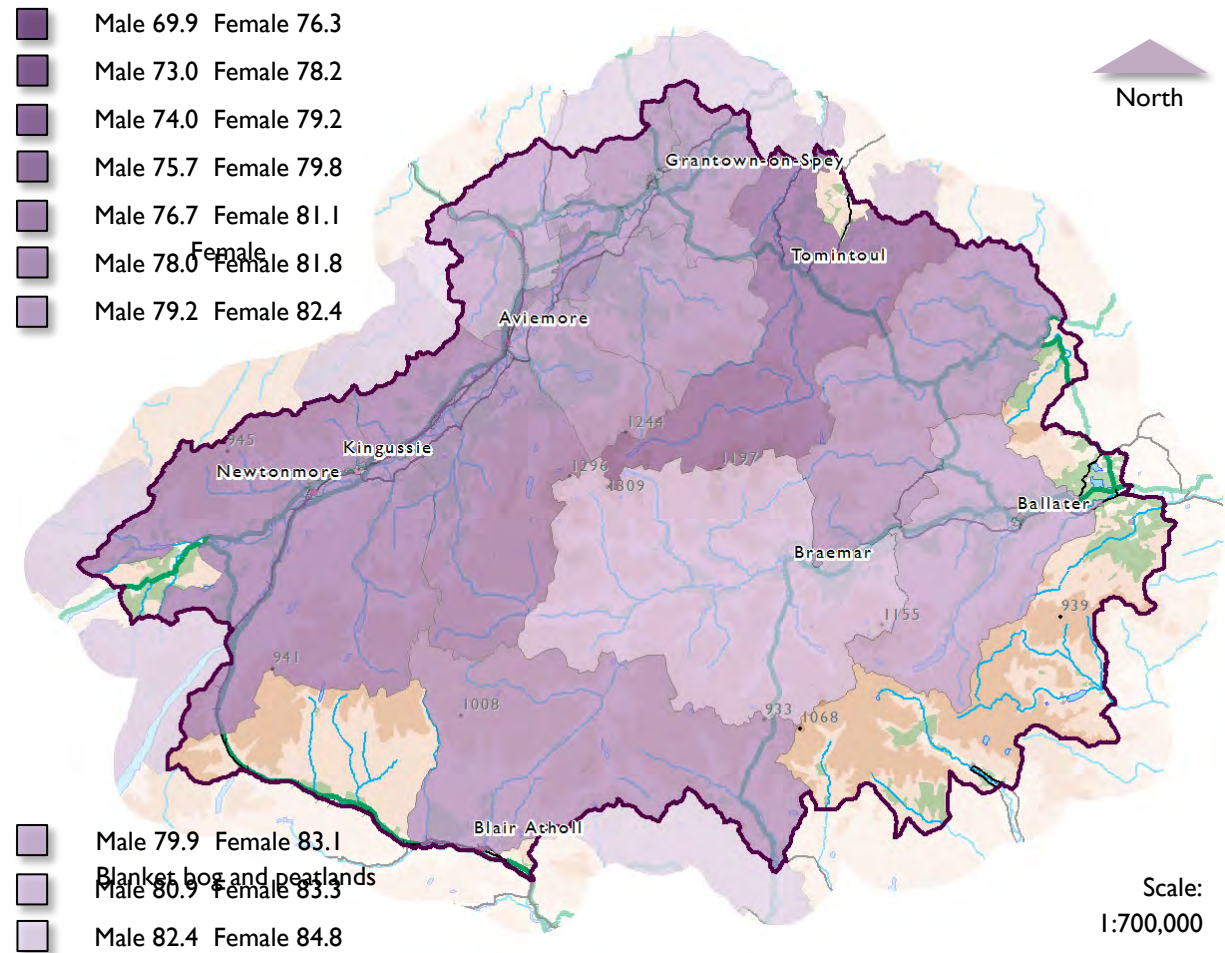 Male 69.9 Female 76.3
Male 73.0 Female 78.2
Male 74.0 Female 79.2
Male 75.7 Female 79.8
Male 76.7 Female 81.1
Female
Male 78.0 Female 81.8
Male 79.2 Female 82.4
North
Grantown-on-Spey
Tomintoul
Aviemore
1244
945
Kingussie
Newtonmore
1296
1197
1309
Ballater
Braemar
1155
939
941
1008
933
1068
Blair Atholl
Male 79.9 Female 83.1
Blanket bog and peatlands
Male 80.9 Female 83.3
Male 82.4 Female 84.8
Scale:
1:700,000